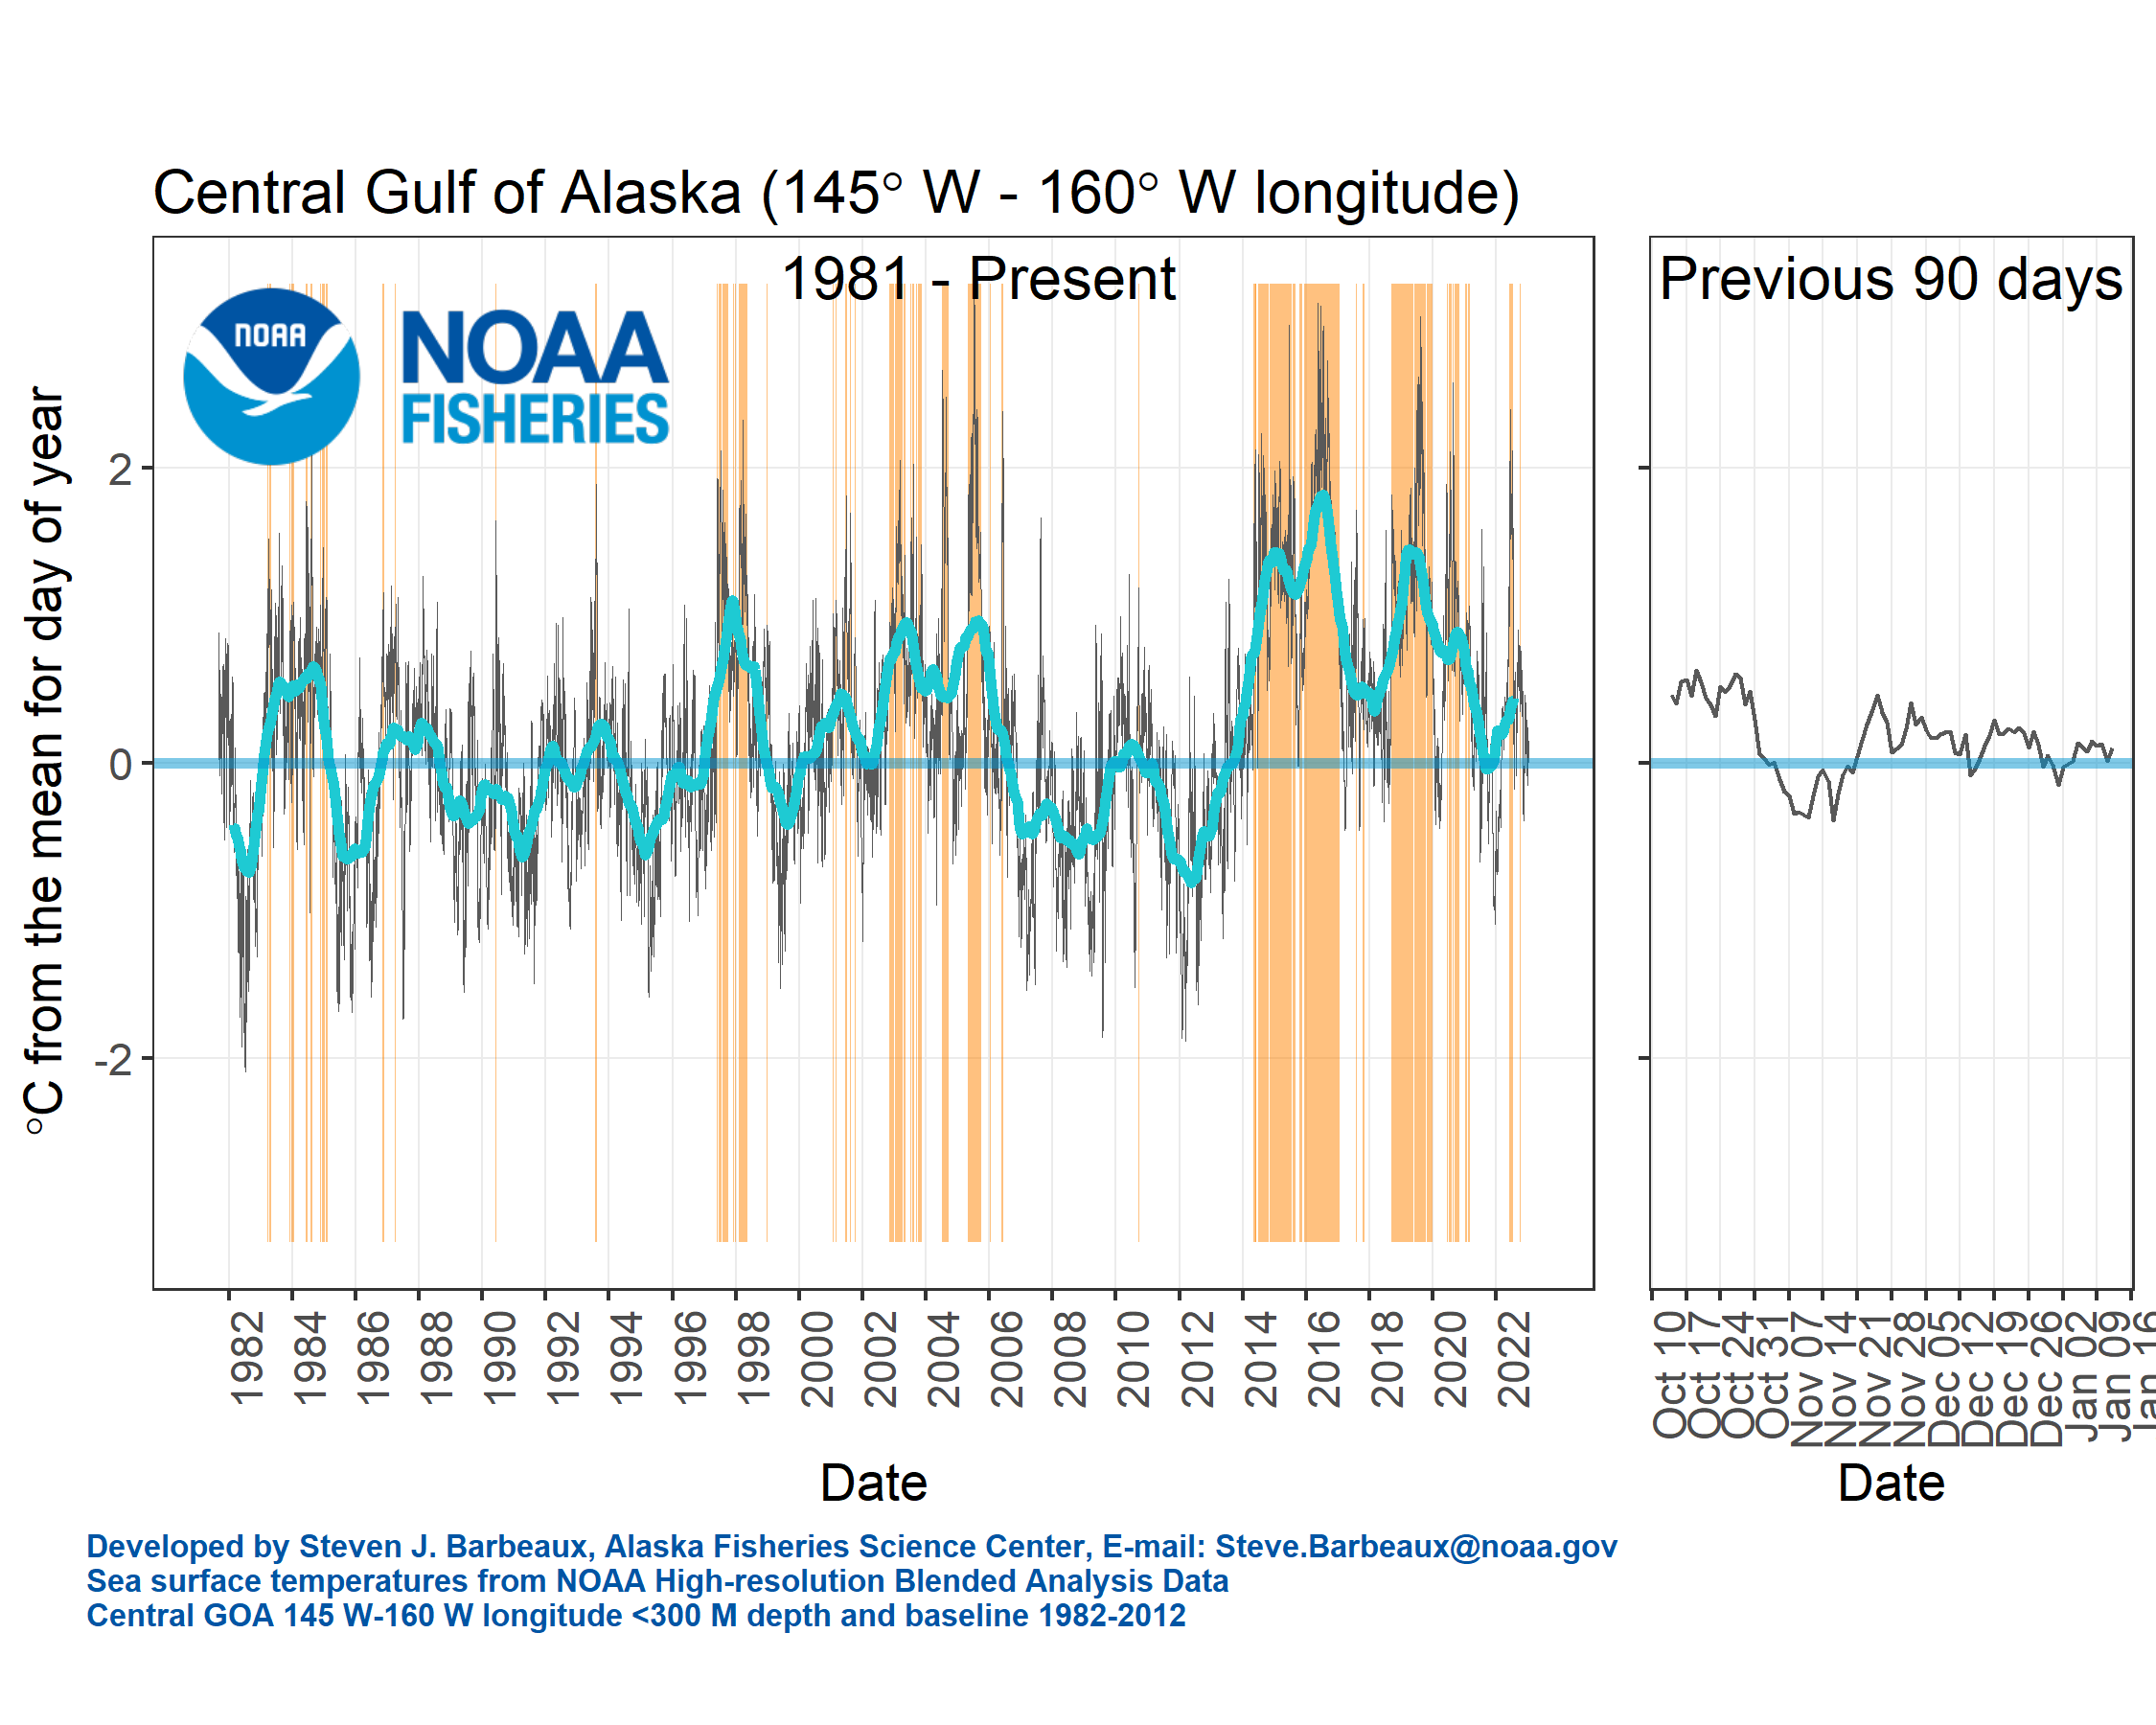 Central Gulf of Alaska (145° W - 160° W longitude)
1981 - Present
Previous 90 days
NOAA
NOAA
FISHERIES
°C from the mean for day of year
2
0
-2
1982
1984
1986
1988
1990
1992
1994
1996
1998
2000
2002
2004
2006
2008
2010
2012
2014
2016
2018
2020
2022
Oct 10
Oct 17
Oct 24
Oct 31
Nov 07
Nov 14
Nov 21
Nov 28
Dec 05
Dec 12
Dec 19
Dec 26
Jan 02
Jan 09
Jan 16
Date
Date
Developed by Steven J. Barbeaux, Alaska Fisheries Science Center, E-mail: Steve.Barbeaux@noaa.gov
Sea surface temperatures from NOAA High-resolution Blended Analysis Data
Central GOA 145 W-160 W longitude <300 M depth and baseline 1982-2012